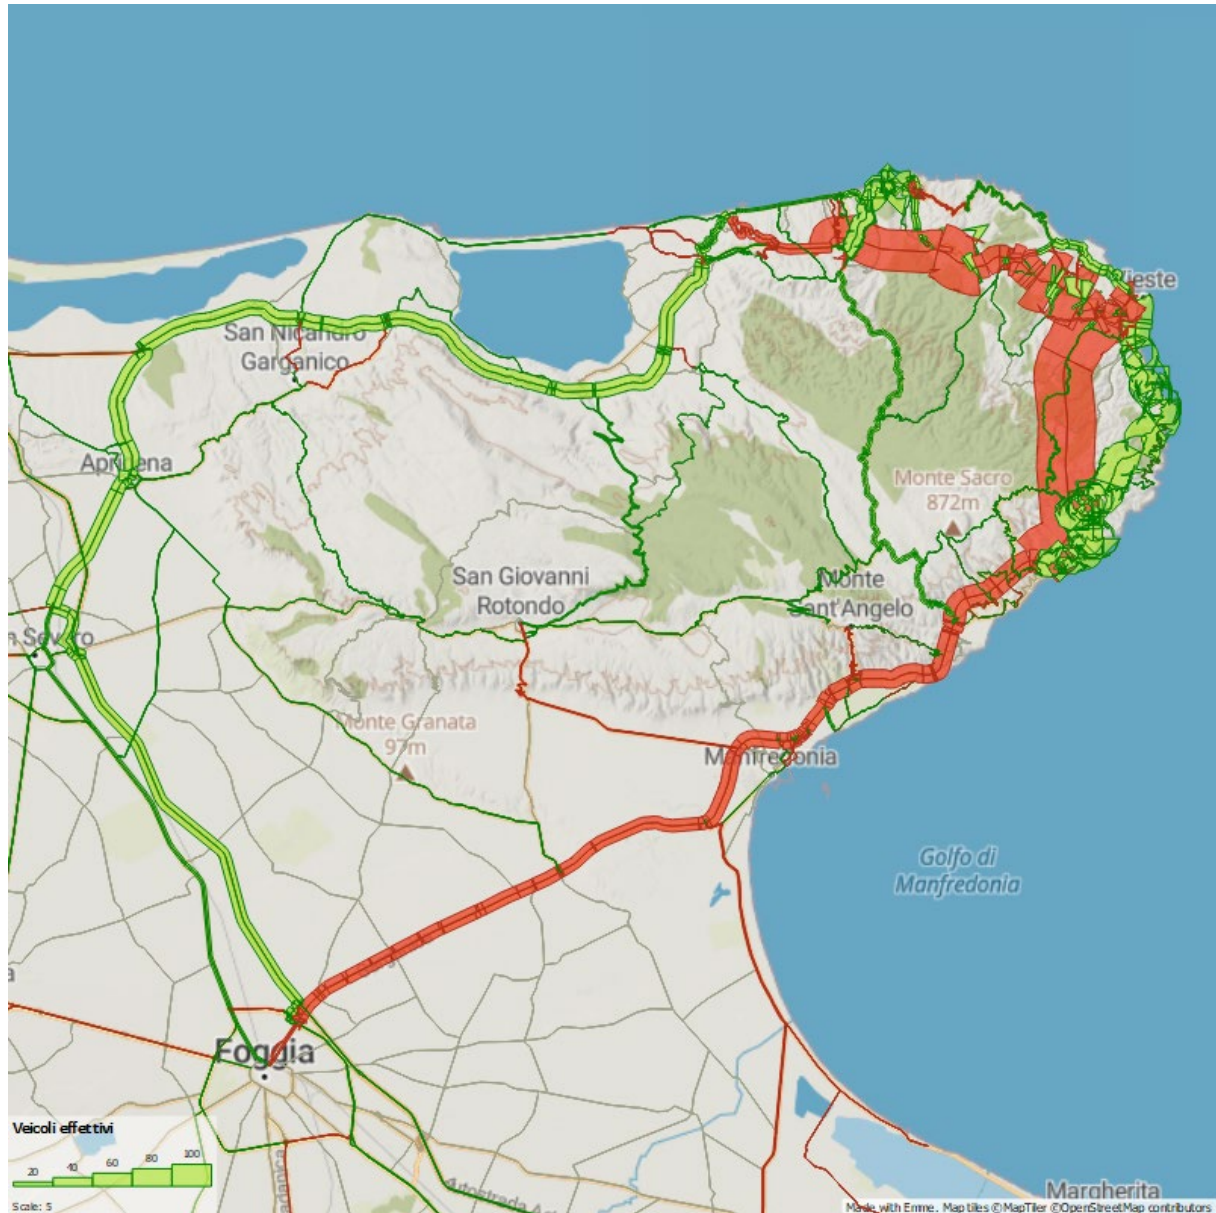 Vieste
San Nicandro
Garganico
Apricena
Monte Sacro
872m
San Giovanni
Rotondo
Monte
Sant'Angelo
n Severo
Monte Granata
97m
Manfredonia
Golfo di
Manfredonia
a
Foggia
Veicoli effettivi
20 40 60 80 100
Scale: 5
Autostrada A
Margherita
Made with Emme. Map tiles © MapTiler © OpenStreetMap contributors